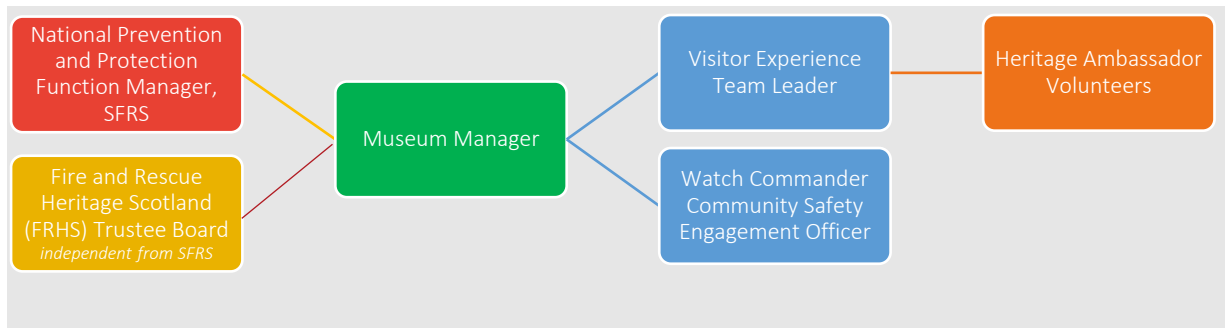 National Prevention
and Protection
Function Manager,
SFRS
Fire and Rescue
Heritage Scotland
(FRHS) Trustee Board
independent from SFRS
Museum Manager
Visitor Experience
Team Leader
Watch Commander
Community Safety
Engagement Officer
Heritage Ambassador
Volunteers